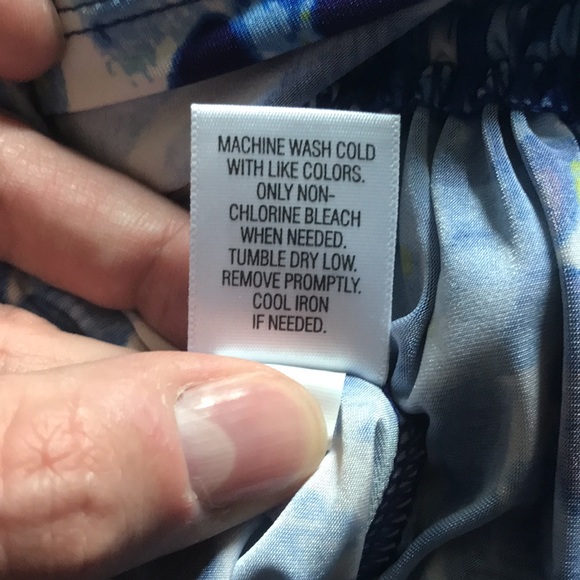 MACHINE WASH COLD
WITH LIKE COLORS.
ONLY NON-
CHLORINE BLEACH
WHEN NEEDED.
TUMBLE DRY LOW.
REMOVE PROMPTLY.
COOL IRON
IF NEEDED.